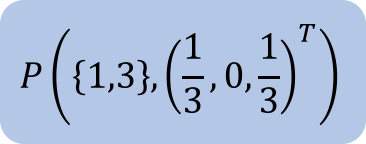 P({1,3}, (1/3, 0, 1/3)^T)